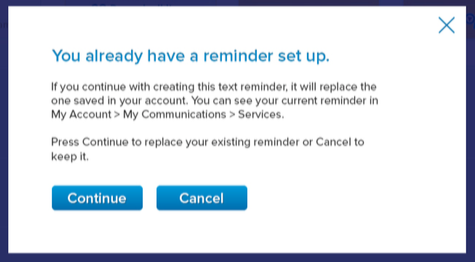 You already have a reminder set up.
If you continue with creating this text reminder, it will replace the
one saved in your account. You can see your current reminder in
My Account > My Communications > Services.
Press Continue to replace your existing reminder or Cancel to
keep it.
Continue
Cancel